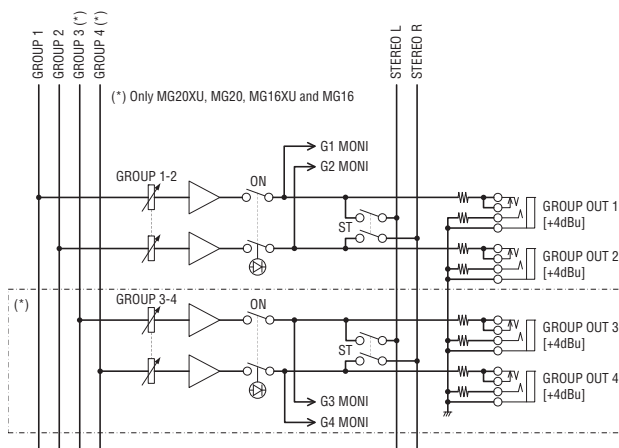 GROUP 1
GROUP 2
GROUP 3 (*)
GROUP 4 (*)
STEREO L
STEREO R
(*) Only MG20XU, MG20, MG16XU and MG16
G1 MONI
G2 MONI
GROUP 1-2
ON
ST
GROUP OUT 1
[+4dBu]
GROUP OUT 2
[+4dBu]
(*)
GROUP 3-4
ON
ST
GROUP OUT 3
[+4dBu]
GROUP OUT 4
[+4dBu]
G3 MONI
G4 MONI